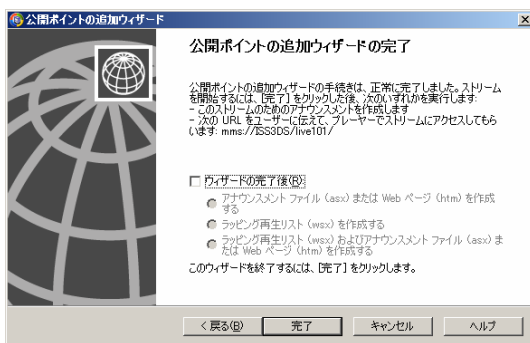 公開ポイントの追加ウィザード
公開ポイントの追加ウィザードの完了
公開ポイントの追加ウィザードの手続きは、正常に完了しました。ストリーム
を開始するには、[完了] をクリックした後、次のいずれかを実行します:
- このストリームのためのアナウンスメントを作成します
- 次の URL をユーザーに伝えて、プレーヤーでストリームにアクセスしてもら
います: mms://ISS3DS/live101/
ウィザードの完了後(R):
アナウンスメント ファイル (asx) または Web ページ (htm) を作成
する
ラッピング再生リスト (wsx) を作成する
ラッピング再生リスト (wsx) およびアナウンスメント ファイル (asx) ま
たは Web ページ (htm) を作成する
このウィザードを終了するには、[完了] をクリックします。
< 戻る(B)
完了
キャンセル
ヘルプ